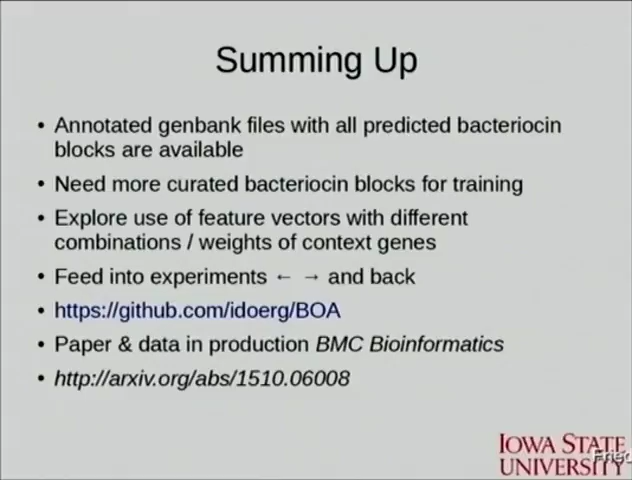 Summing Up
• Annotated genbank files with all predicted bacteriocin
blocks are available
• Need more curated bacteriocin blocks for training
• Explore use of feature vectors with different
combinations / weights of context genes
• Feed into experiments ← → and back
• https://github.com/idoerg/BOA
• Paper & data in production BMC Bioinformatics
• http://arxiv.org/abs/1510.06008
IOWA STATE
UNIVERSITY